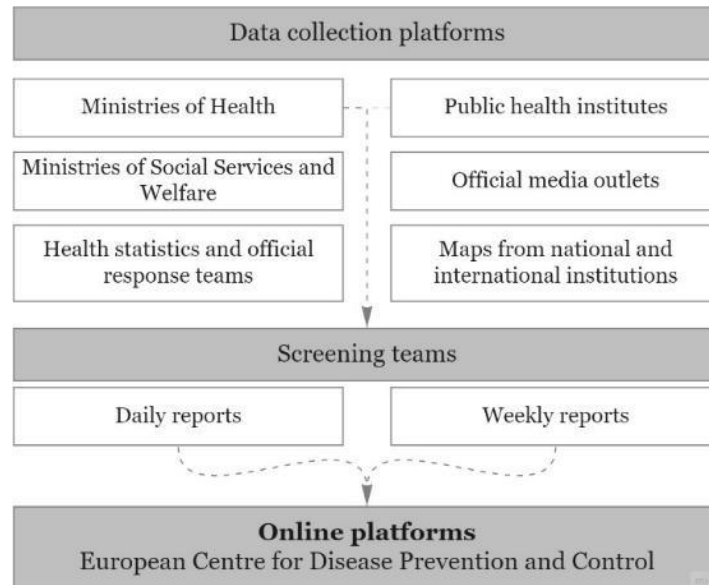 Data collection platforms
Ministries of Health
Public health institutes
Ministries of Social Services and
Welfare
Official media outlets
Health statistics and official
response teams
Maps from national and
international institutions
Screening teams
Daily reports
Weekly reports
Online platforms
European Centre for Disease Prevention and Control